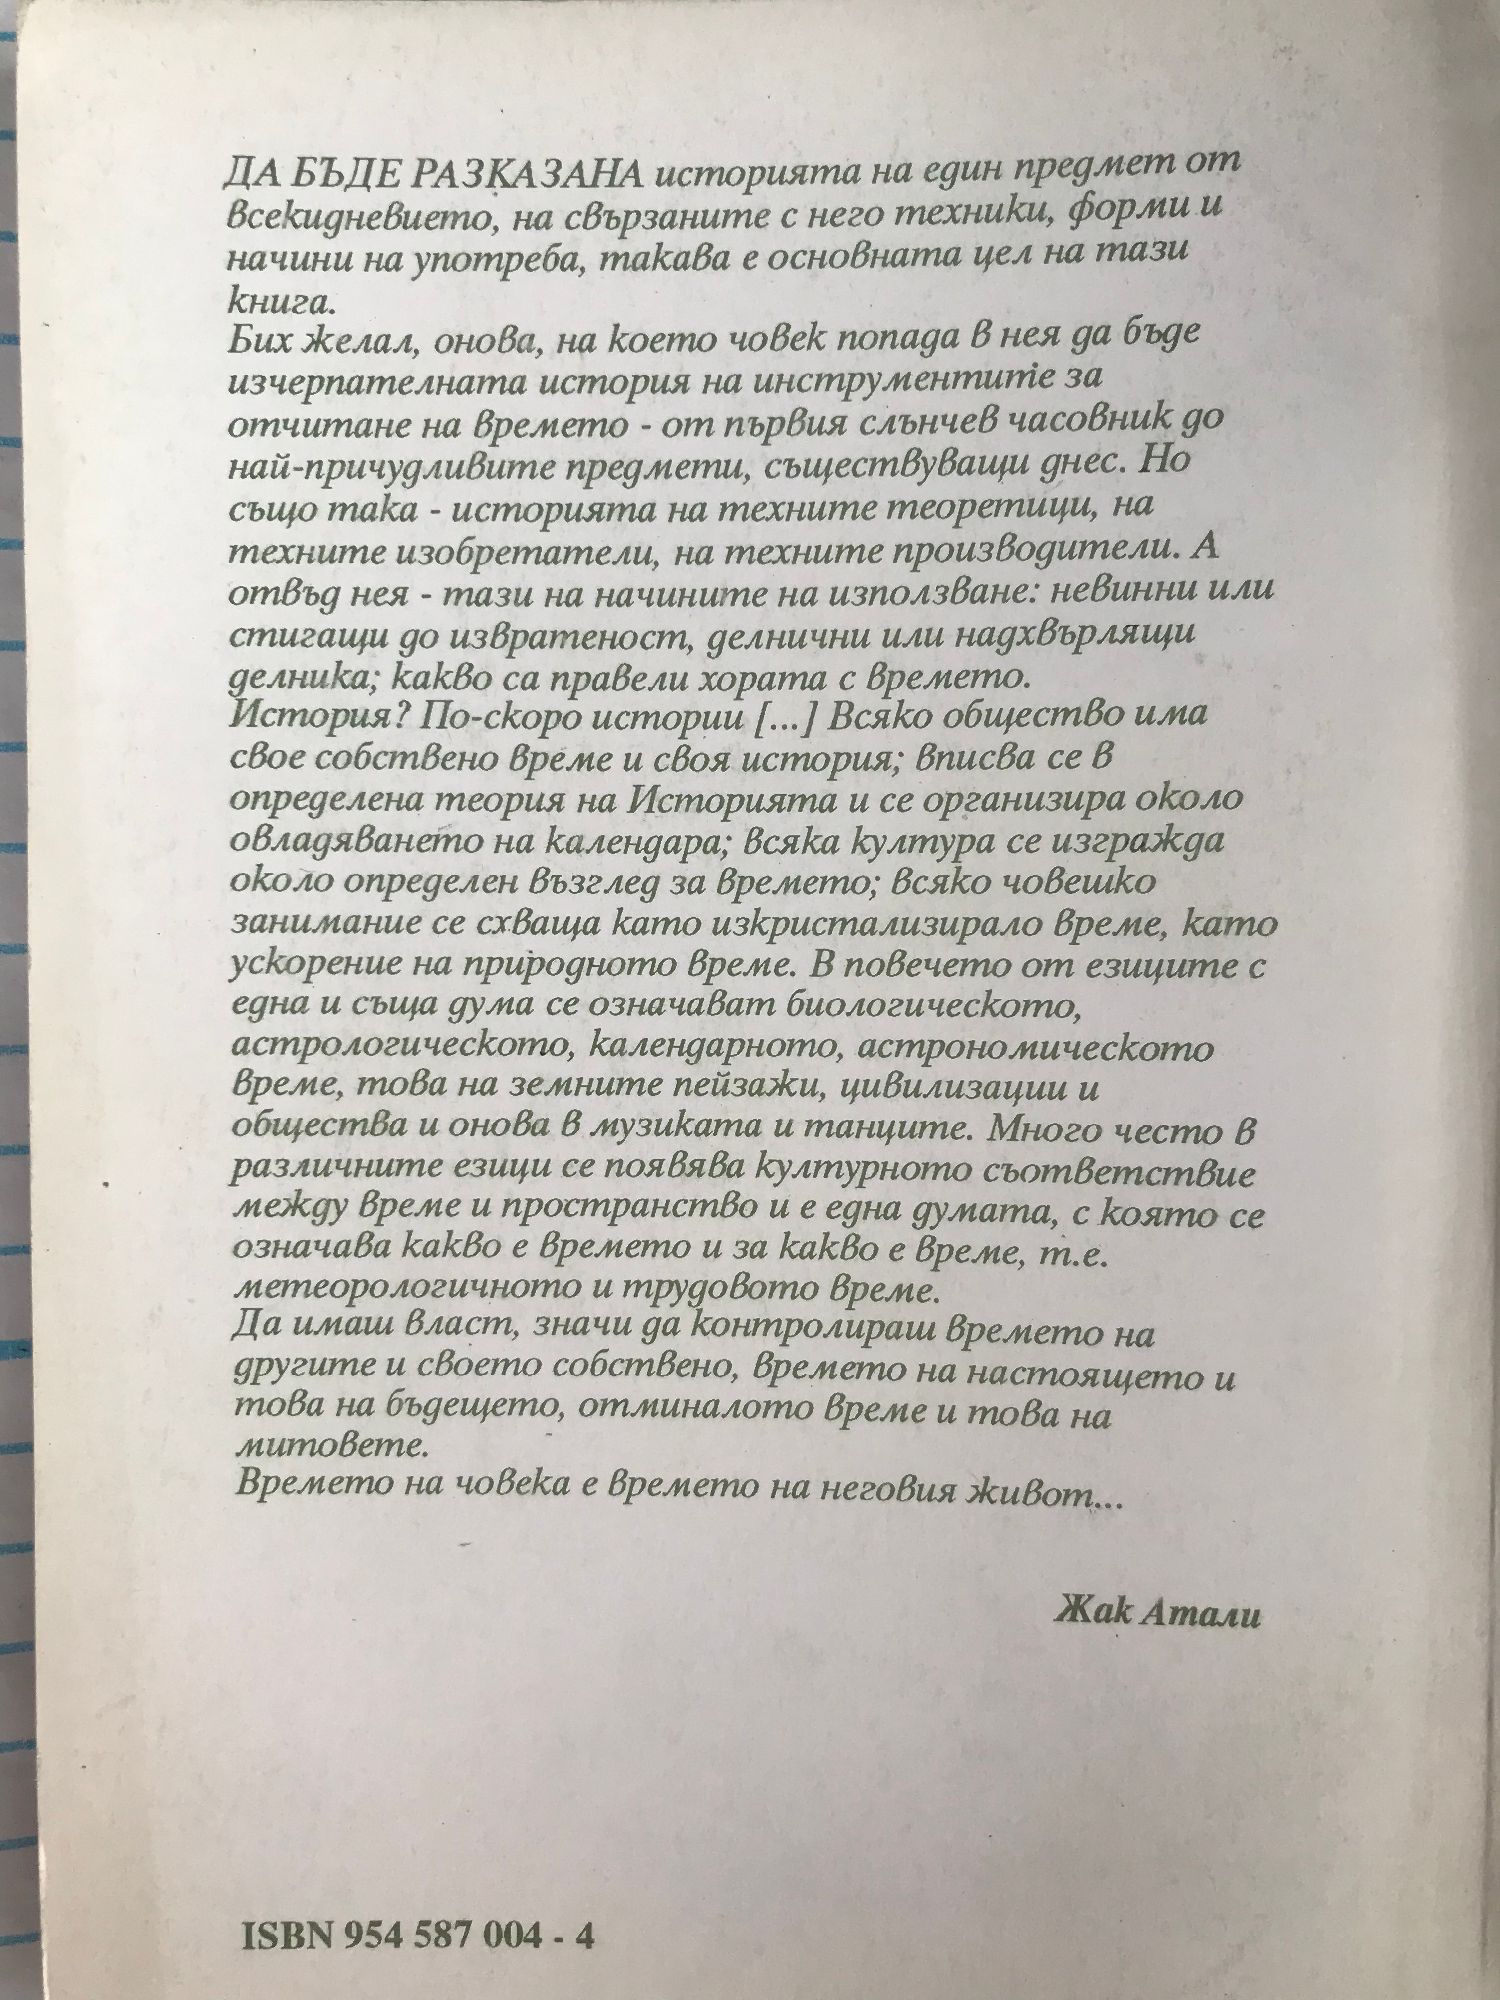 ДА БЪДЕ РАЗКАЗАНА историята на един предмет от
всекидневието, на свързаните с него техники, форми и
начини на употреба, такава е основната цел на тази
книга.
Бих желал, онова, на което човек попада в нея да бъде
изчерпателната история на инструментите за
отчитане на времето - от първия слънчев часовник до
най-причудливите предмети, съществуващи днес. Но
също така - историята на техните теоретици, на
техните изобретатели, на техните производители. А
отвъд нея - тази на начините на използване: невинни или
стигащи до извратеност, делнични или надхвърлящи
делника; какво са правели хората с времето.
История? По-скоро истории [...] Всяко общество има
свое собствено време и своя история; вписва се в
определена теория на Историята и се организира около
овладяването на календара; всяка култура се изгражда
около определен възглед за времето; всяко човешко
занимание се схваща като изкристализирало време, като
ускорение на природното време. В повечето от езиците с
една и съща дума се означават биологическото,
астрологическото, календарното, астрономическото
време, това на земните пейзажи, цивилизации и
общества и онова в музиката и танците. Много често в
различните езици се появява културното съответствие
между време и пространство и е една думата, с която се
означава какво е времето и за какво е време, т.е.
метеорологичното и трудовото време.
Да имаш власт, значи да контролираш времето на
другите и своето собствено, времето на настоящето и
това на бъдещето, отминалото време и това на
митовете.
Времето на човека е времето на неговия живот...
Жак Атали
ISBN 954 587 004 - 4